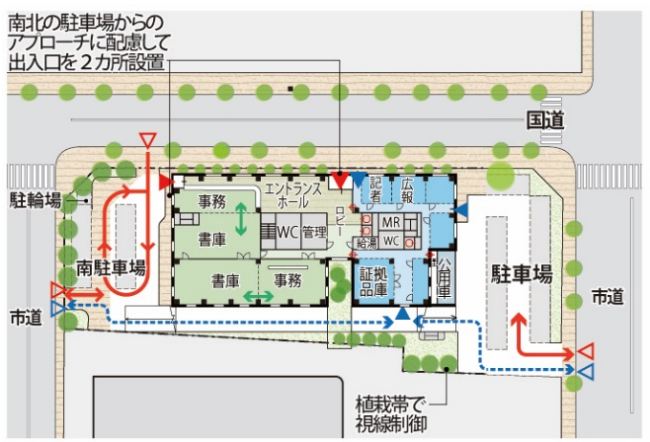 南北の駐車場からの
アプローチに配慮して
出入口を２カ所設置
国道
駐輪場
南駐車場
市道
事務
エントランス
ホール
書庫
WC
管理
ロビー
記者
広報
MR
WC
給湯
書庫
事務
証拠
品庫
公用車
駐車場
市道
植栽帯で
視線制御